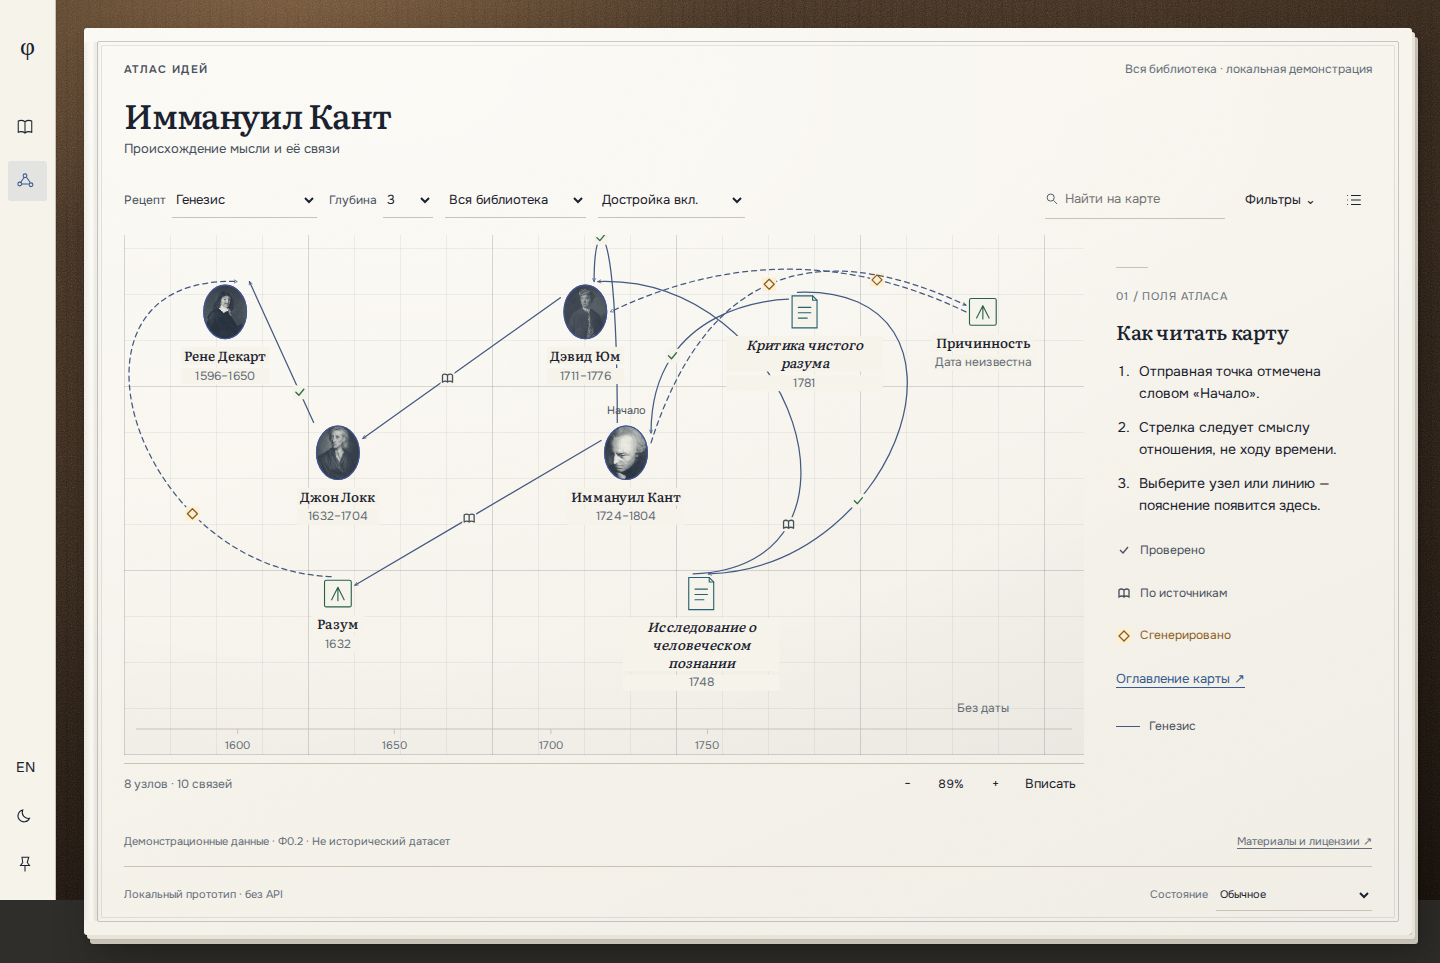 φ
АТЛАС ИДЕЙ
Вся библиотека · локальная демонстрация
Иммануил Кант
Происхождение мысли и её связи
Рецепт Генезис Глубина 3 Вся библиотека Достройка вкл. Найти на карте Фильтры
Рене Декарт
1596–1650
Дэвид Юм
1711–1776
Критика чистого
разума
1781
Причинность
Дата неизвестна
Начало
Джон Локк
1632–1704
Иммануил Кант
1724–1804
Разум
1632
Исследование о
человеческом
познании
1748
Без даты
1600 1650 1700 1750
8 узлов · 10 связей
− 89% + Вписать
01 / ПОЛЯ АТЛАСА
Как читать карту
1. Отправная точка отмечена
словом «Начало».
2. Стрелка следует смыслу
отношения, не ходу времени.
3. Выберите узел или линию —
пояснение появится здесь.
Проверено
По источникам
Сгенерировано
Оглавление карты ↗
Генезис
EN
Демонстрационные данные · Ф0.2 · Не исторический датасет
Материалы и лицензии ↗
Локальный прототип · без API
Состояние Обычное